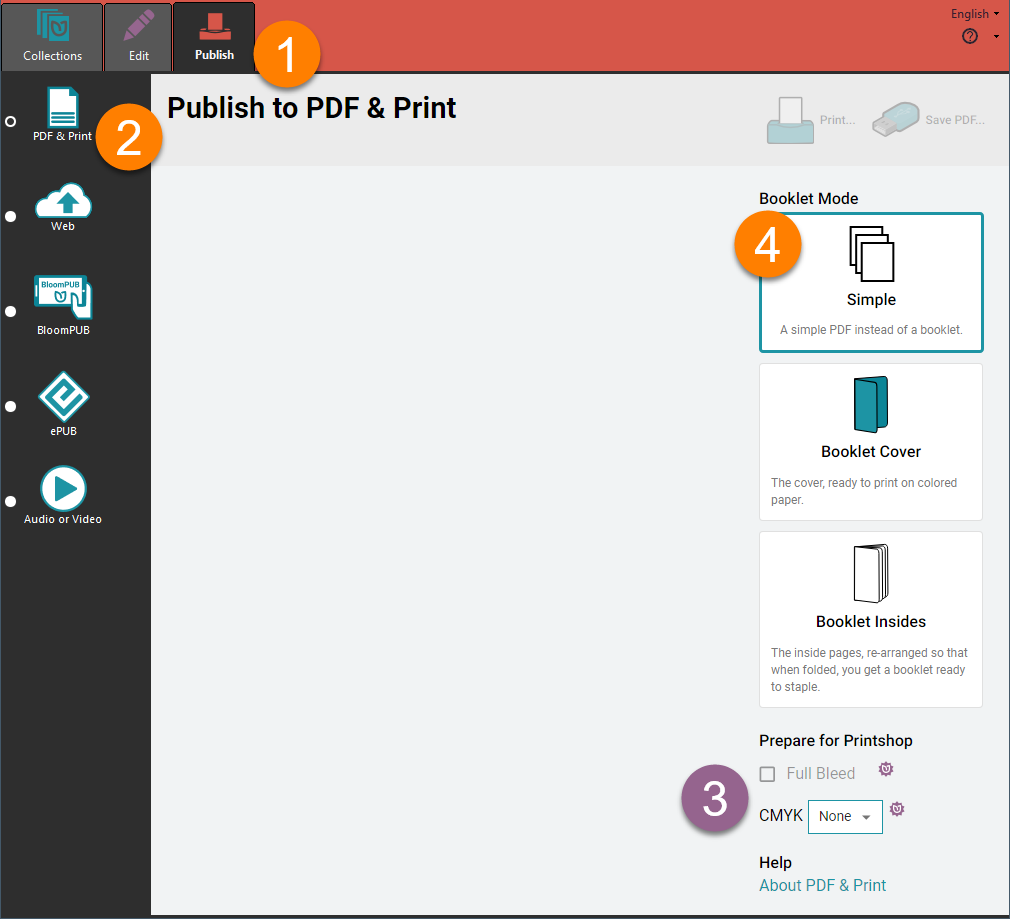 Collections
Edit
Publish
1
English
?
PDF & Print
2
Web
BloomPUB
BloomPUB
ePUB
Audio or Video
Publish to PDF & Print
Print...
Save PDF...
Booklet Mode
4
Simple
A simple PDF instead of a booklet.
Booklet Cover
The cover, ready to print on colored
paper.
Booklet Insides
The inside pages, re-arranged so that
when folded, you get a booklet ready
to staple.
Prepare for Printshop
3
Full Bleed
CMYK None
Help
About PDF & Print